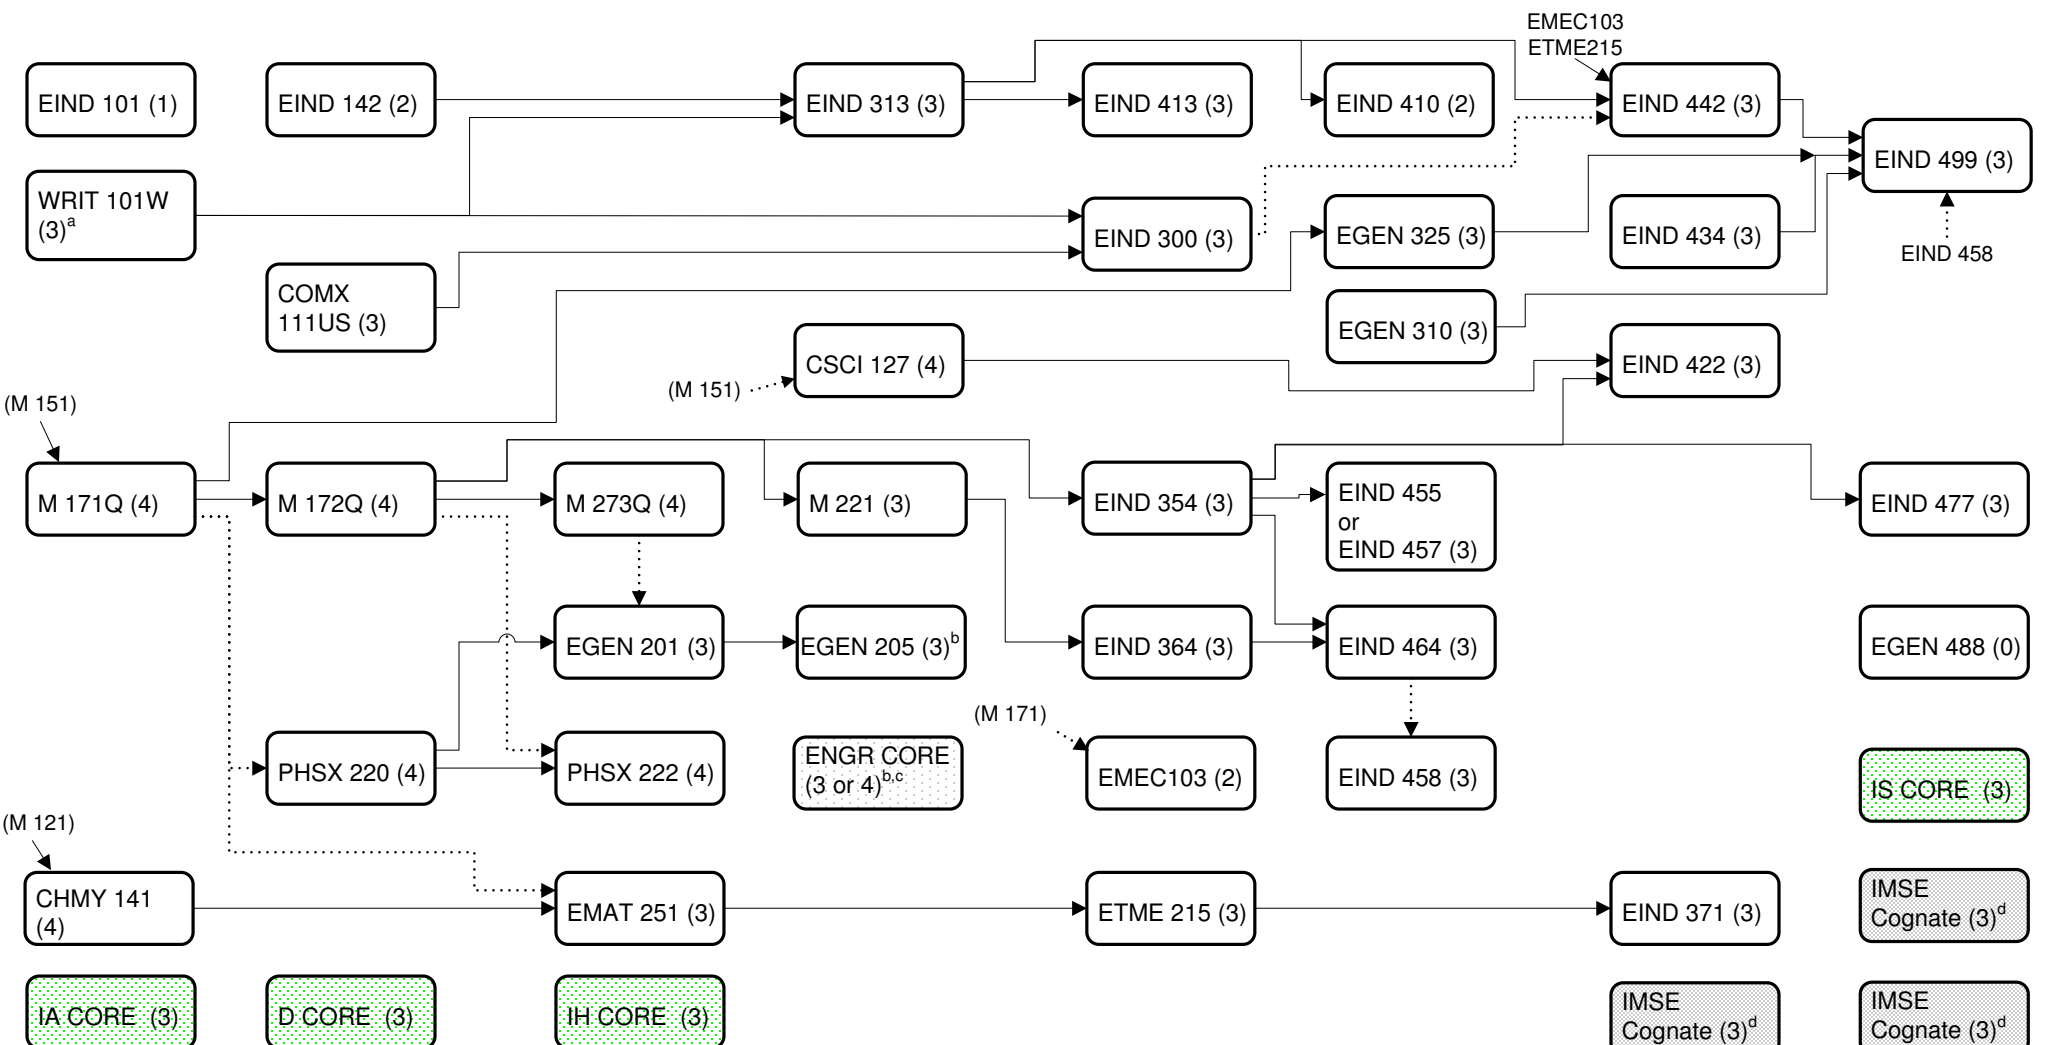 EMEC103
ETME215
EIND 101 (1)
EIND 142 (2)
EIND 313 (3)
EIND 413 (3)
EIND 410 (2)
EIND 442 (3)
EIND 499 (3)
WRIT 101W
(3)a
EIND 300 (3)
EGEN 325 (3)
EIND 434 (3)
EIND 458
COMX
111US (3)
EGEN 310 (3)
CSCI 127 (4)
EIND 422 (3)
(M 151)
(M 151)
M 171Q (4)
M 172Q (4)
M 273Q (4)
M 221 (3)
EIND 354 (3)
EIND 455
or
EIND 457 (3)
EIND 477 (3)
EGEN 201 (3)
EGEN 205 (3)b
EIND 364 (3)
EIND 464 (3)
EGEN 488 (0)
(M 171)
PHSX 220 (4)
PHSX 222 (4)
ENGR CORE
(3 or 4)b,c
EMEC103 (2)
EIND 458 (3)
IS CORE (3)
(M 121)
CHMY 141
(4)
EMAT 251 (3)
ETME 215 (3)
EIND 371 (3)
IMSE
Cognate (3)d
IA CORE (3)
D CORE (3)
IH CORE (3)
IMSE
Cognate (3)d
IMSE
Cognate (3)d